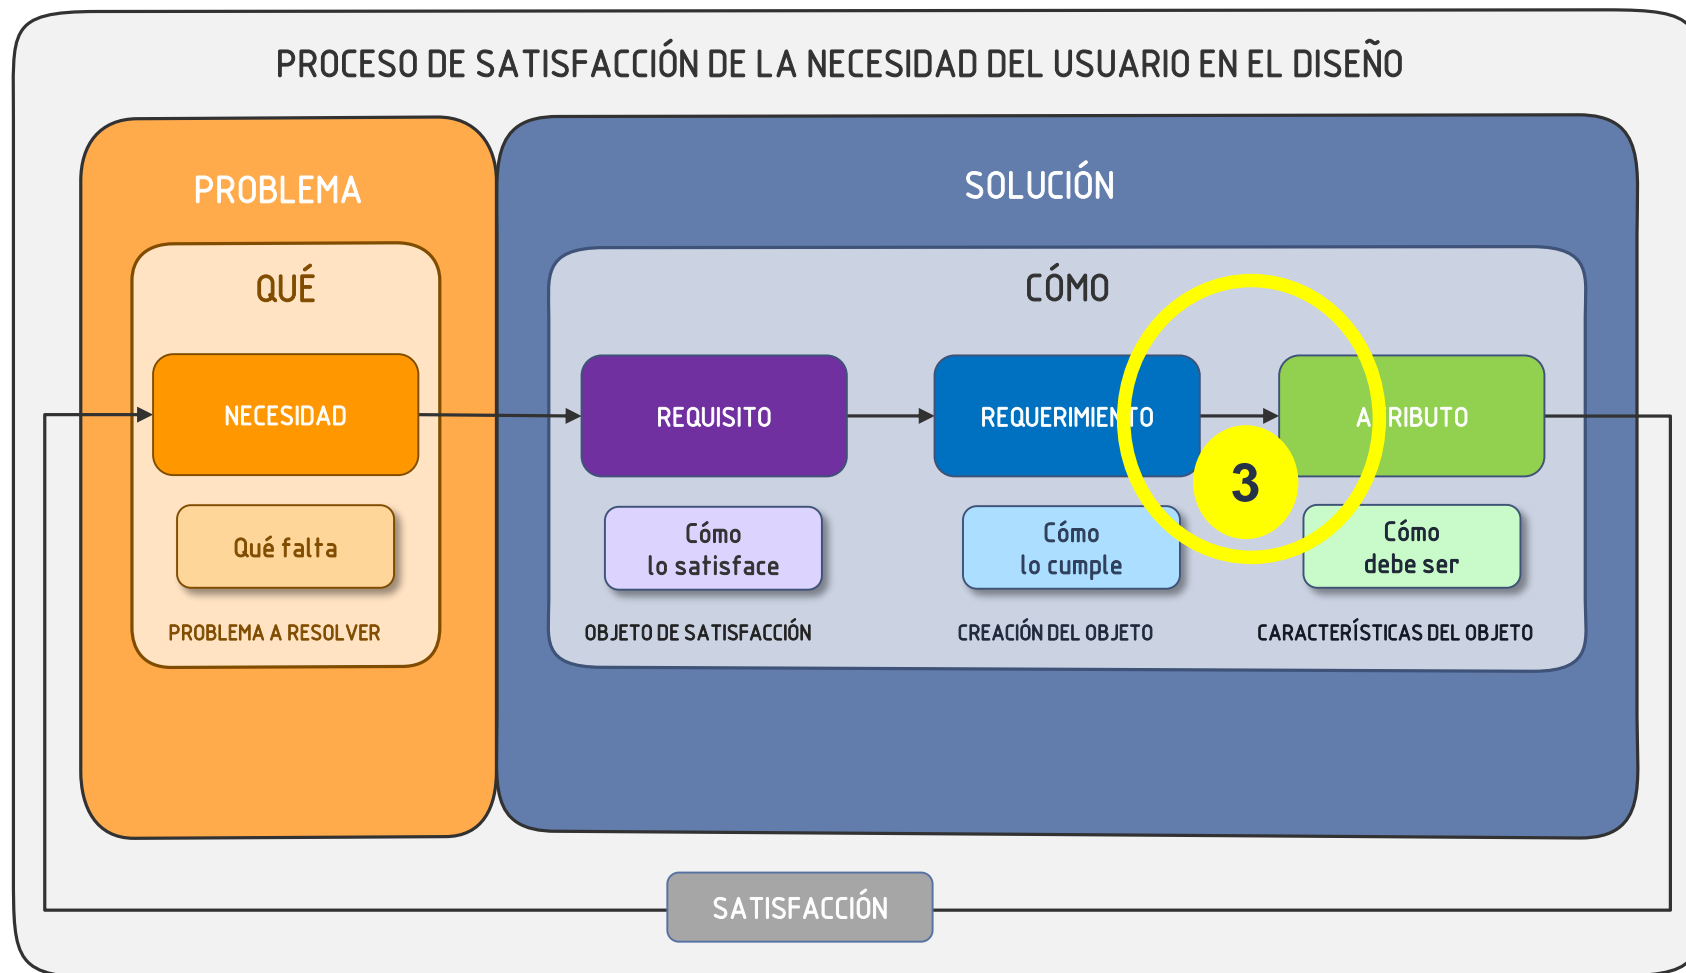 PROCESO DE SATISFACCIÓN DE LA NECESIDAD DEL USUARIO EN EL DISEÑO
PROBLEMA
QUÉ
NECESIDAD
Qué falta
PROBLEMA A RESOLVER
SOLUCIÓN
CÓMO
REQUISITO
Cómo
lo satisface
OBJETO DE SATISFACCIÓN
REQUERIMIENTO
Cómo
lo cumple
CREACIÓN DEL OBJETO
3
ATRIBUTO
Cómo
debe ser
CARACTERÍSTICAS DEL OBJETO
SATISFACCIÓN